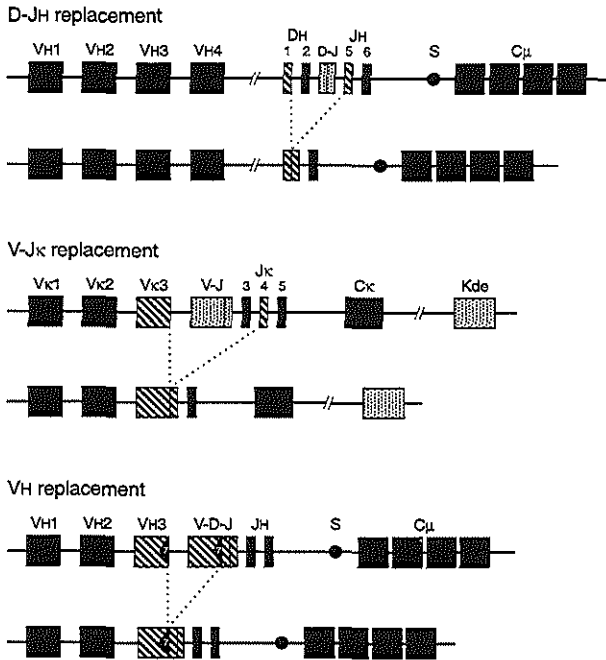 D-JH replacement
DH JH
VH1 VH2 VH3 VH4 1 2 D-J 5 6 S Cμ
V-Jκ replacement
Jκ
Vκ1 Vκ2 Vκ3 V-J 3 4 5 Cκ Kde
VH replacement
VH1 VH2 VH3 V-D-J JH S Cμ